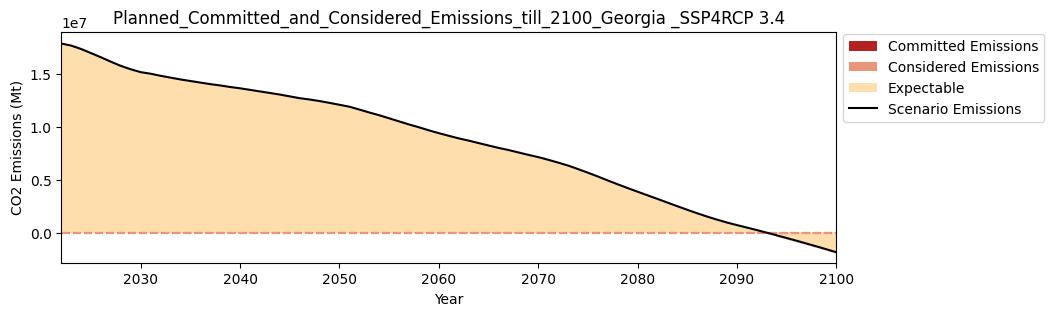 Planned_Committed_and_Considered_Emissions_till_2100_Georgia _SSP4RCP 3.4
1e7
Committed Emissions
Considered Emissions
Expectable
Scenario Emissions
CO2 Emissions (Mt)
1.5
1.0
0.5
0.0
2030 2040 2050 2060 2070 2080 2090 2100
Year